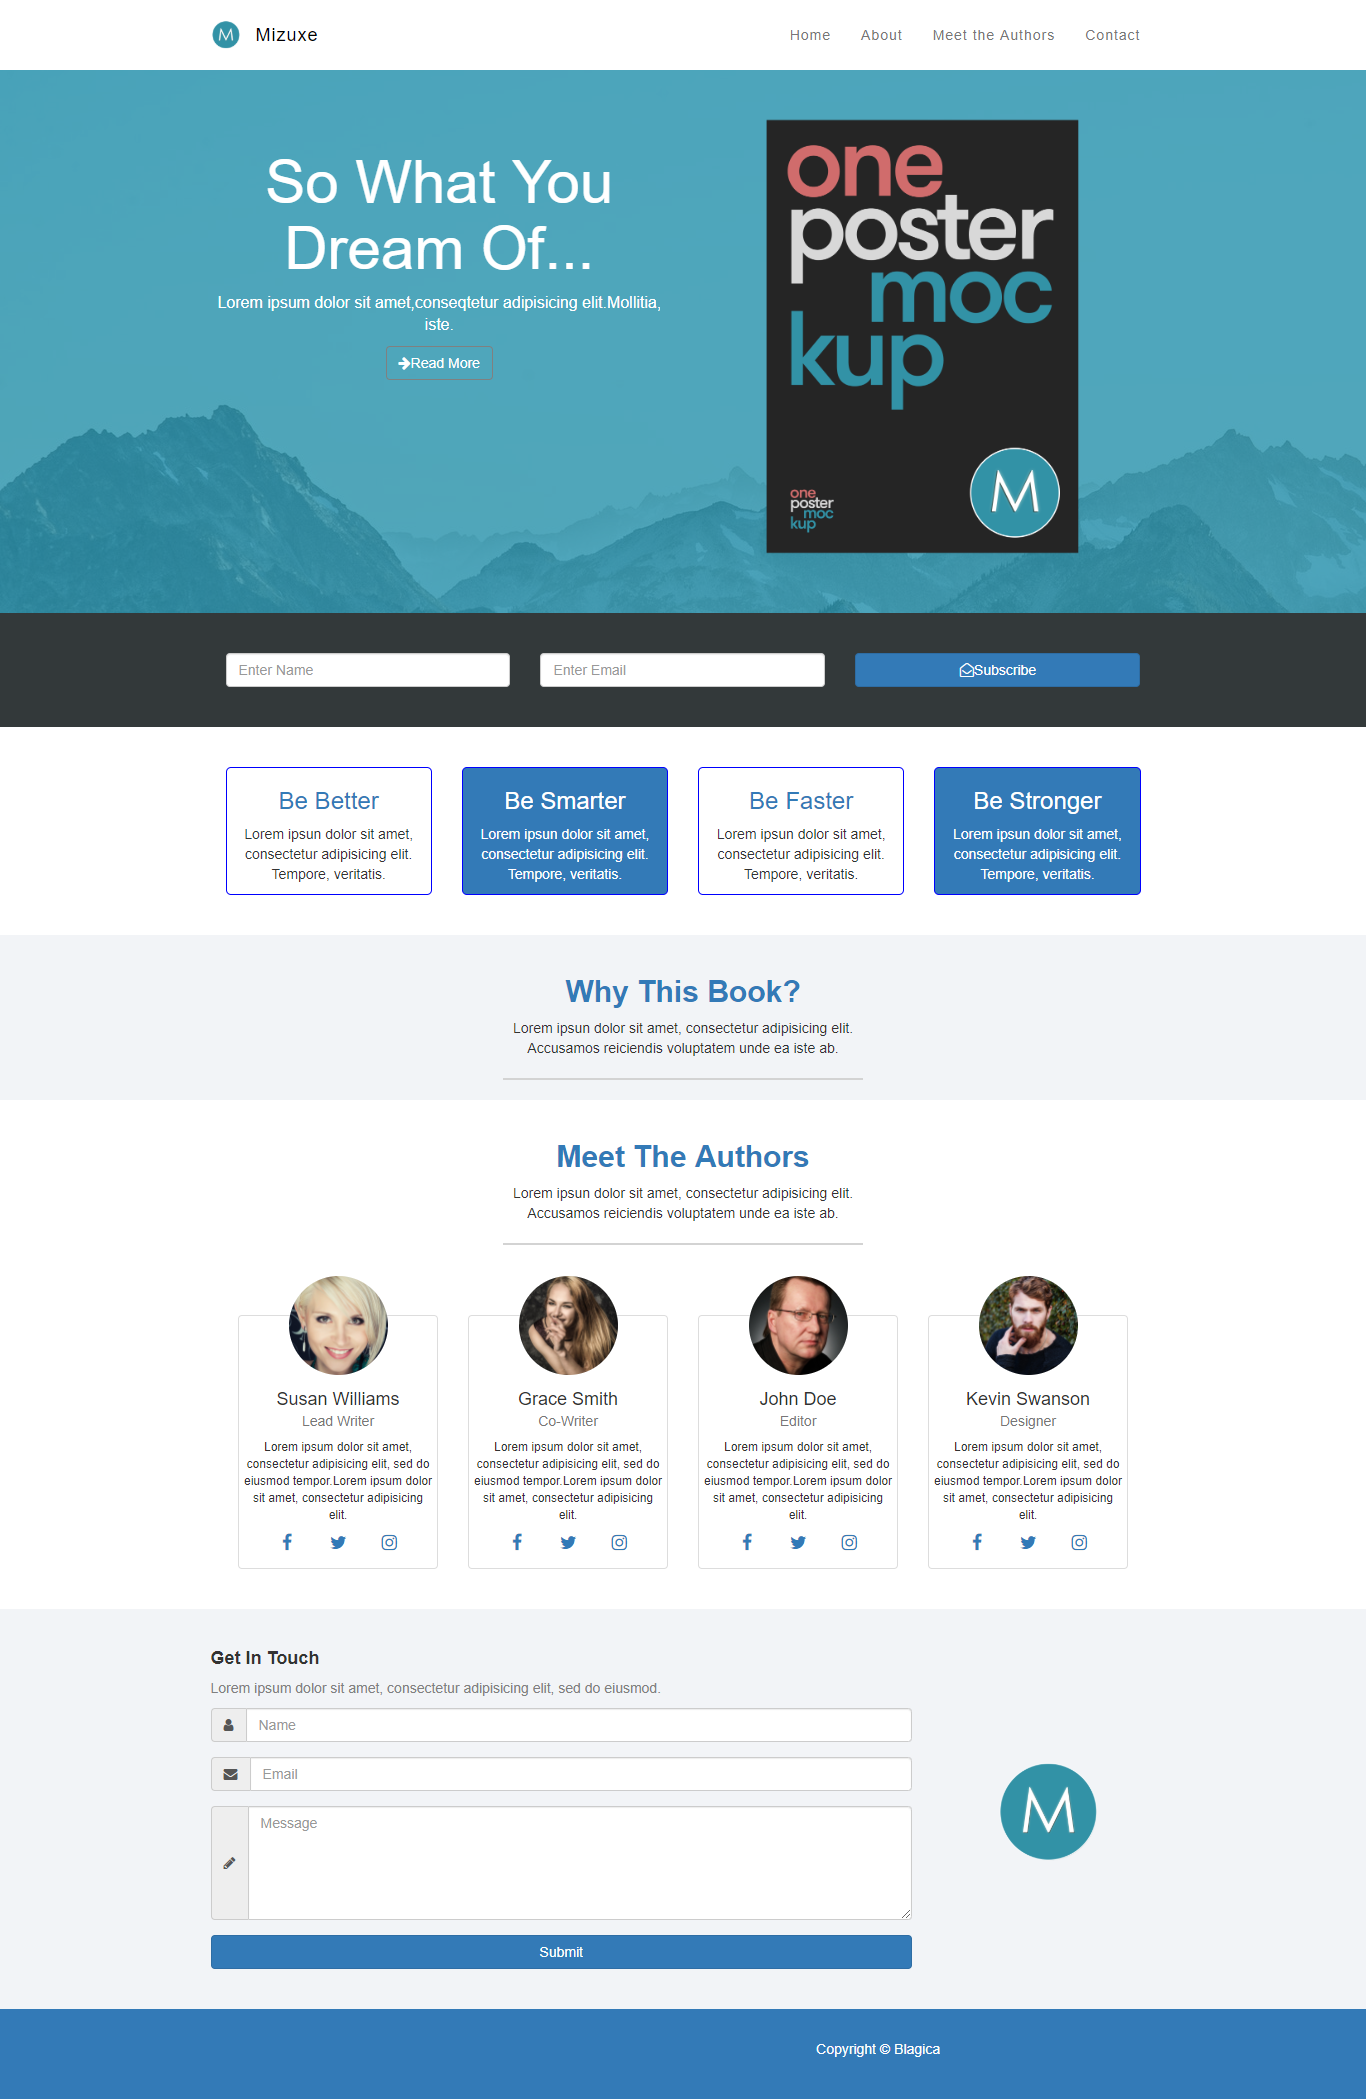 M Mizuxe Home About Meet the Authors Contact
So What You
Dream Of...
Lorem ipsum dolor sit amet,conseqtetur adipisicing elit.Mollitia,
iste.
Read More
one
poster
moc
kup
one
poster
moc
kup
M
Enter Name Enter Email Subscribe
Be Better
Lorem ipsun dolor sit amet,
consectetur adipisicing elit.
Tempore, veritatis.
Be Smarter
Lorem ipsun dolor sit amet,
consectetur adipisicing elit.
Tempore, veritatis.
Be Faster
Lorem ipsun dolor sit amet,
consectetur adipisicing elit.
Tempore, veritatis.
Be Stronger
Lorem ipsun dolor sit amet,
consectetur adipisicing elit.
Tempore, veritatis.
Why This Book?
Lorem ipsun dolor sit amet, consectetur adipisicing elit.
Accusamos reiciendis voluptatem unde ea iste ab.
Meet The Authors
Lorem ipsun dolor sit amet, consectetur adipisicing elit.
Accusamos reiciendis voluptatem unde ea iste ab.
Susan Williams
Lead Writer
Lorem ipsum dolor sit amet,
consectetur adipisicing elit, sed do
eiusmod tempor.Lorem ipsum dolor
sit amet, consectetur adipisicing
elit.
Grace Smith
Co-Writer
Lorem ipsum dolor sit amet,
consectetur adipisicing elit, sed do
eiusmod tempor.Lorem ipsum dolor
sit amet, consectetur adipisicing
elit.
John Doe
Editor
Lorem ipsum dolor sit amet,
consectetur adipisicing elit, sed do
eiusmod tempor.Lorem ipsum dolor
sit amet, consectetur adipisicing
elit.
Kevin Swanson
Designer
Lorem ipsum dolor sit amet,
consectetur adipisicing elit, sed do
eiusmod tempor.Lorem ipsum dolor
sit amet, consectetur adipisicing
elit.
Get In Touch
Lorem ipsum dolor sit amet, consectetur adipisicing elit, sed do eiusmod.
Name
Email
Message
Submit
M
Copyright © Blagica